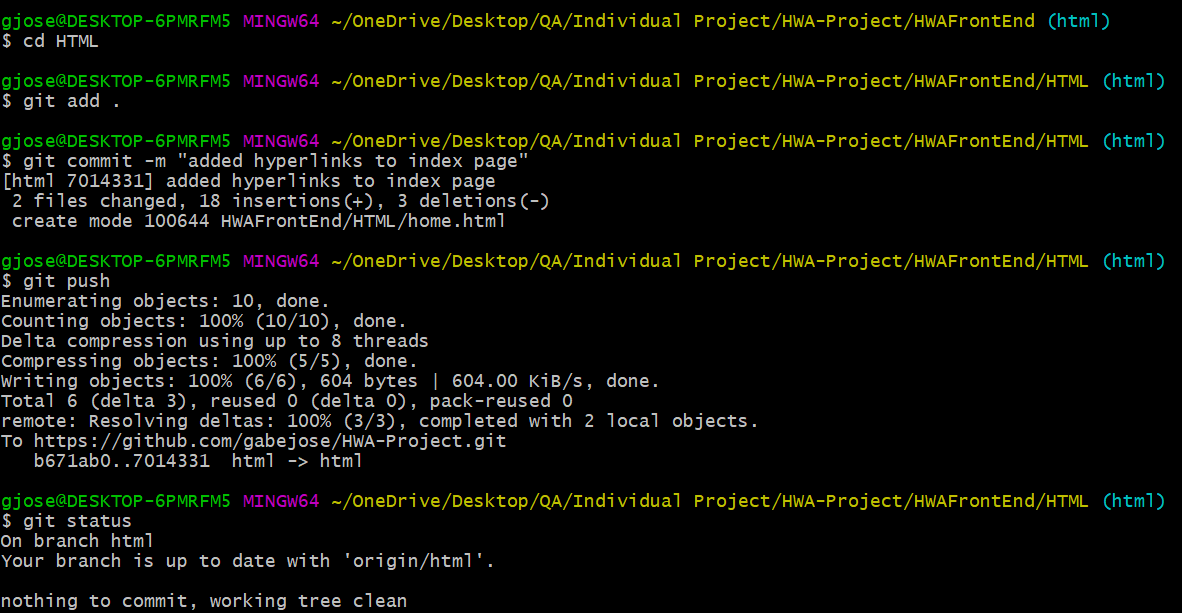 gjose@DESKTOP-6PMRFM5 MINGW64 ~/OneDrive/Desktop/QA/Individual Project/HWA-Project/HWAFrontEnd (html)
$ cd HTML
gjose@DESKTOP-6PMRFM5 MINGW64 ~/OneDrive/Desktop/QA/Individual Project/HWA-Project/HWAFrontEnd/HTML (html)
$ git add .
gjose@DESKTOP-6PMRFM5 MINGW64 ~/OneDrive/Desktop/QA/Individual Project/HWA-Project/HWAFrontEnd/HTML (html)
$ git commit -m "added hyperlinks to index page"
[html 7014331] added hyperlinks to index page
 2 files changed, 18 insertions(+), 3 deletions(-)
 create mode 100644 HWAFrontEnd/HTML/home.html
gjose@DESKTOP-6PMRFM5 MINGW64 ~/OneDrive/Desktop/QA/Individual Project/HWA-Project/HWAFrontEnd/HTML (html)
$ git push
Enumerating objects: 10, done.
Counting objects: 100% (10/10), done.
Delta compression using up to 8 threads
Compressing objects: 100% (5/5), done.
Writing objects: 100% (6/6), 604 bytes | 604.00 KiB/s, done.
Total 6 (delta 3), reused 0 (delta 0), pack-reused 0
remote: Resolving deltas: 100% (3/3), completed with 2 local objects.
To https://github.com/gabejose/HWA-Project.git
   b671ab0..7014331  html -> html
gjose@DESKTOP-6PMRFM5 MINGW64 ~/OneDrive/Desktop/QA/Individual Project/HWA-Project/HWAFrontEnd/HTML (html)
$ git status
On branch html
Your branch is up to date with 'origin/html'.
nothing to commit, working tree clean